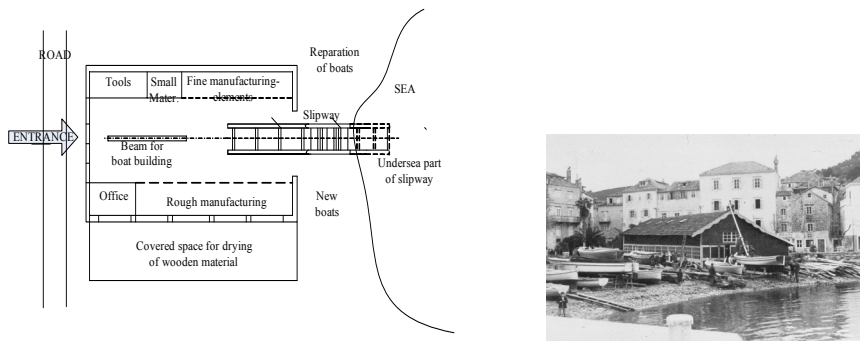 ROAD
Reparation
of boats
SEA
Tools
Small
Mater.
Fine manufacturing-
elements
Slipway
ENTRANCE
Beam for
boat building
Undersea part
of slipway
Office
Rough manufacturing
New
boats
Covered space for drying
of wooden material